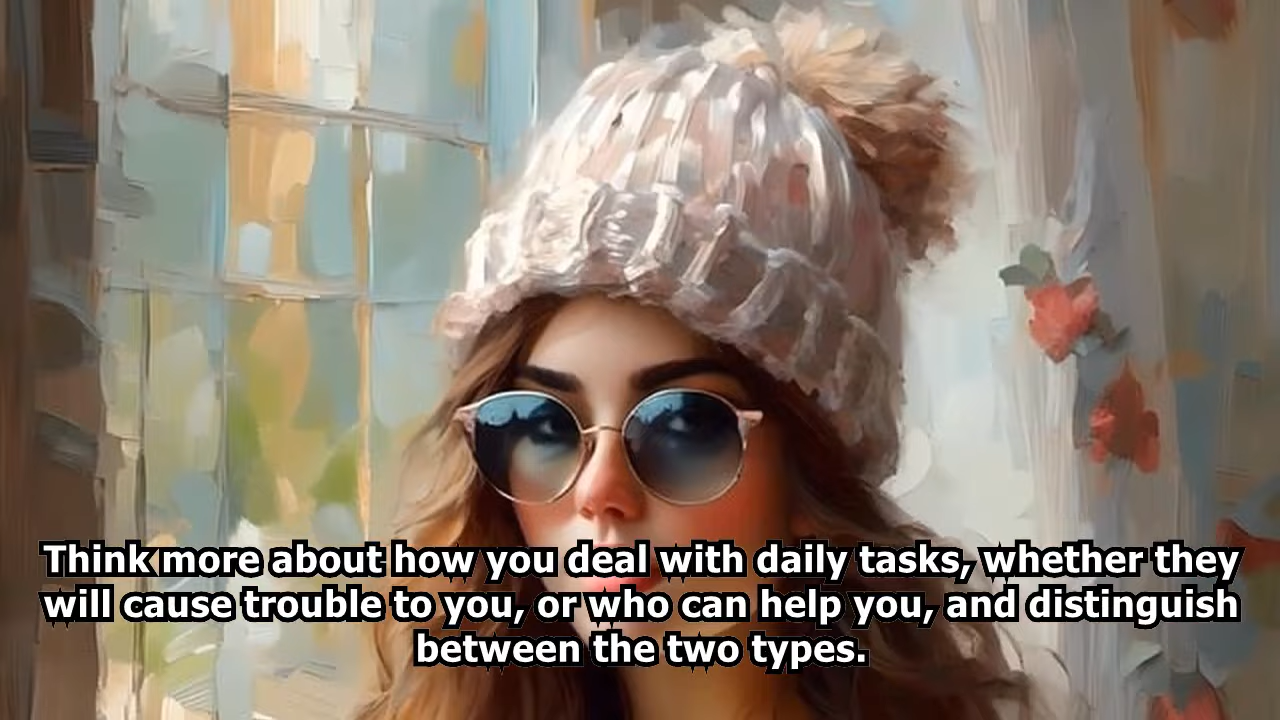 Think more about how you deal with daily tasks, whether they
will cause trouble to you, or who can help you, and distinguish
between the two types.